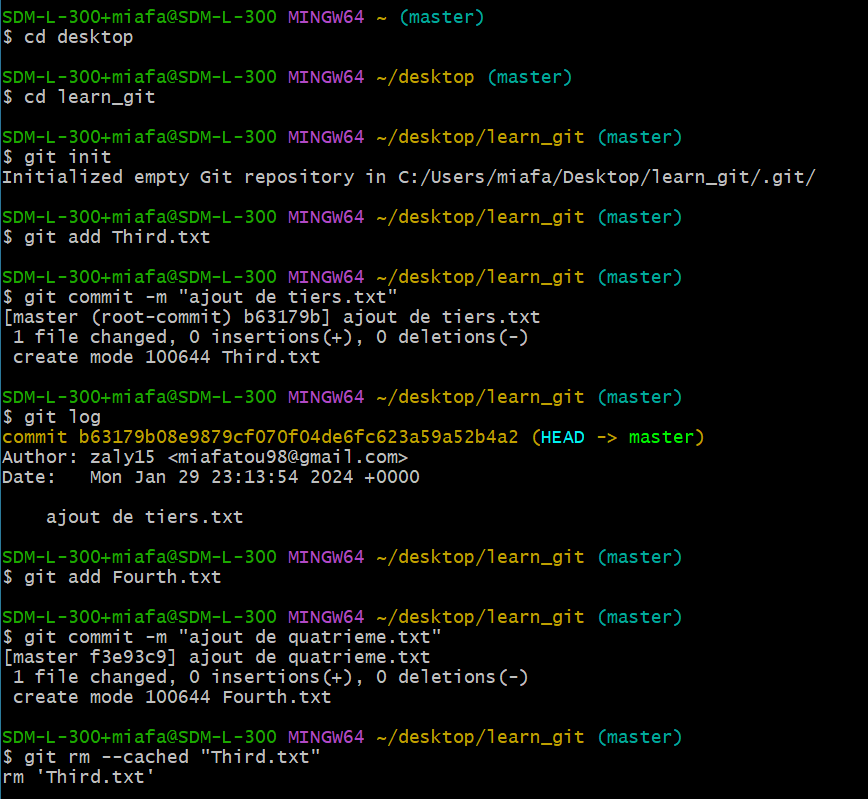 SDM-L-300+miafa@SDM-L-300 MINGW64 ~ (master)
$ cd desktop
SDM-L-300+miafa@SDM-L-300 MINGW64 ~/desktop (master)
$ cd learn_git
SDM-L-300+miafa@SDM-L-300 MINGW64 ~/desktop/learn_git (master)
$ git init
Initialized empty Git repository in C:/Users/miafa/Desktop/learn_git/.git/
SDM-L-300+miafa@SDM-L-300 MINGW64 ~/desktop/learn_git (master)
$ git add Third.txt
SDM-L-300+miafa@SDM-L-300 MINGW64 ~/desktop/learn_git (master)
$ git commit -m "ajout de tiers.txt"
[master (root-commit) b63179b] ajout de tiers.txt
 1 file changed, 0 insertions(+), 0 deletions(-)
 create mode 100644 Third.txt
SDM-L-300+miafa@SDM-L-300 MINGW64 ~/desktop/learn_git (master)
$ git log
commit b63179b08e9879cf070f04de6fc623a59a52b4a2 (HEAD -> master)
Author: zaly15 <miafatou98@gmail.com>
Date:   Mon Jan 29 23:13:54 2024 +0000
    ajout de tiers.txt
SDM-L-300+miafa@SDM-L-300 MINGW64 ~/desktop/learn_git (master)
$ git add Fourth.txt
SDM-L-300+miafa@SDM-L-300 MINGW64 ~/desktop/learn_git (master)
$ git commit -m "ajout de quatrieme.txt"
[master f3e93c9] ajout de quatrieme.txt
 1 file changed, 0 insertions(+), 0 deletions(-)
 create mode 100644 Fourth.txt
SDM-L-300+miafa@SDM-L-300 MINGW64 ~/desktop/learn_git (master)
$ git rm --cached "Third.txt"
rm 'Third.txt'